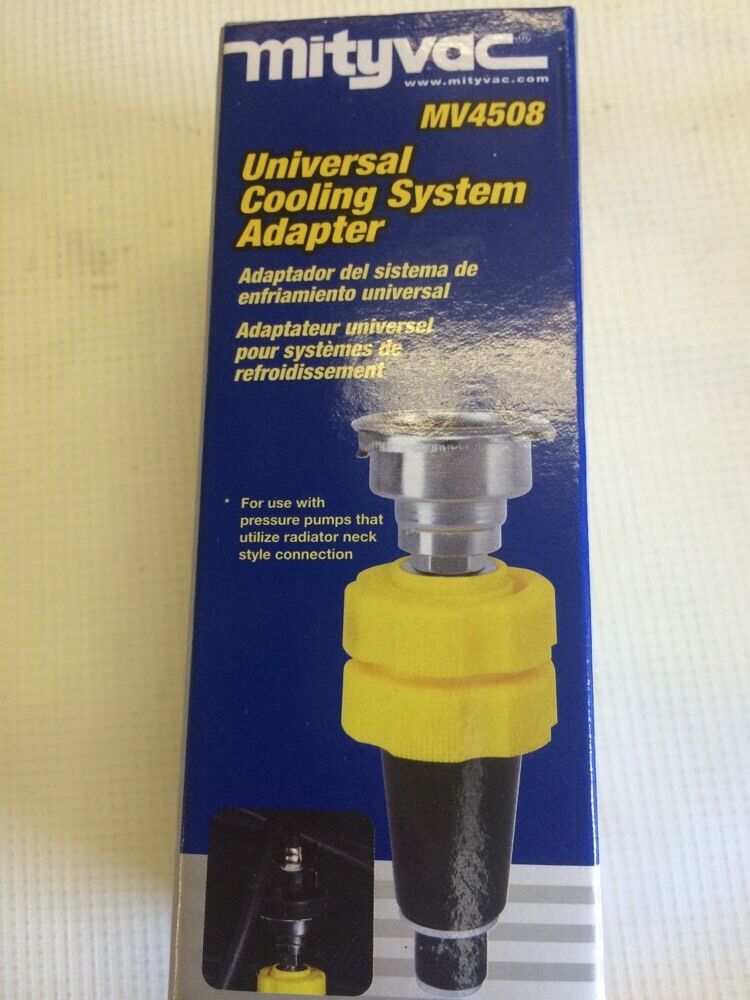 mityvac®
www.mityvac.com
MV4508
Universal
Cooling System
Adapter
Adaptador del sistema de
enfriamiento universal
Adaptateur universel
pour systèmes de
refroidissement
* For use with
pressure pumps that
utilize radiator neck
style connection